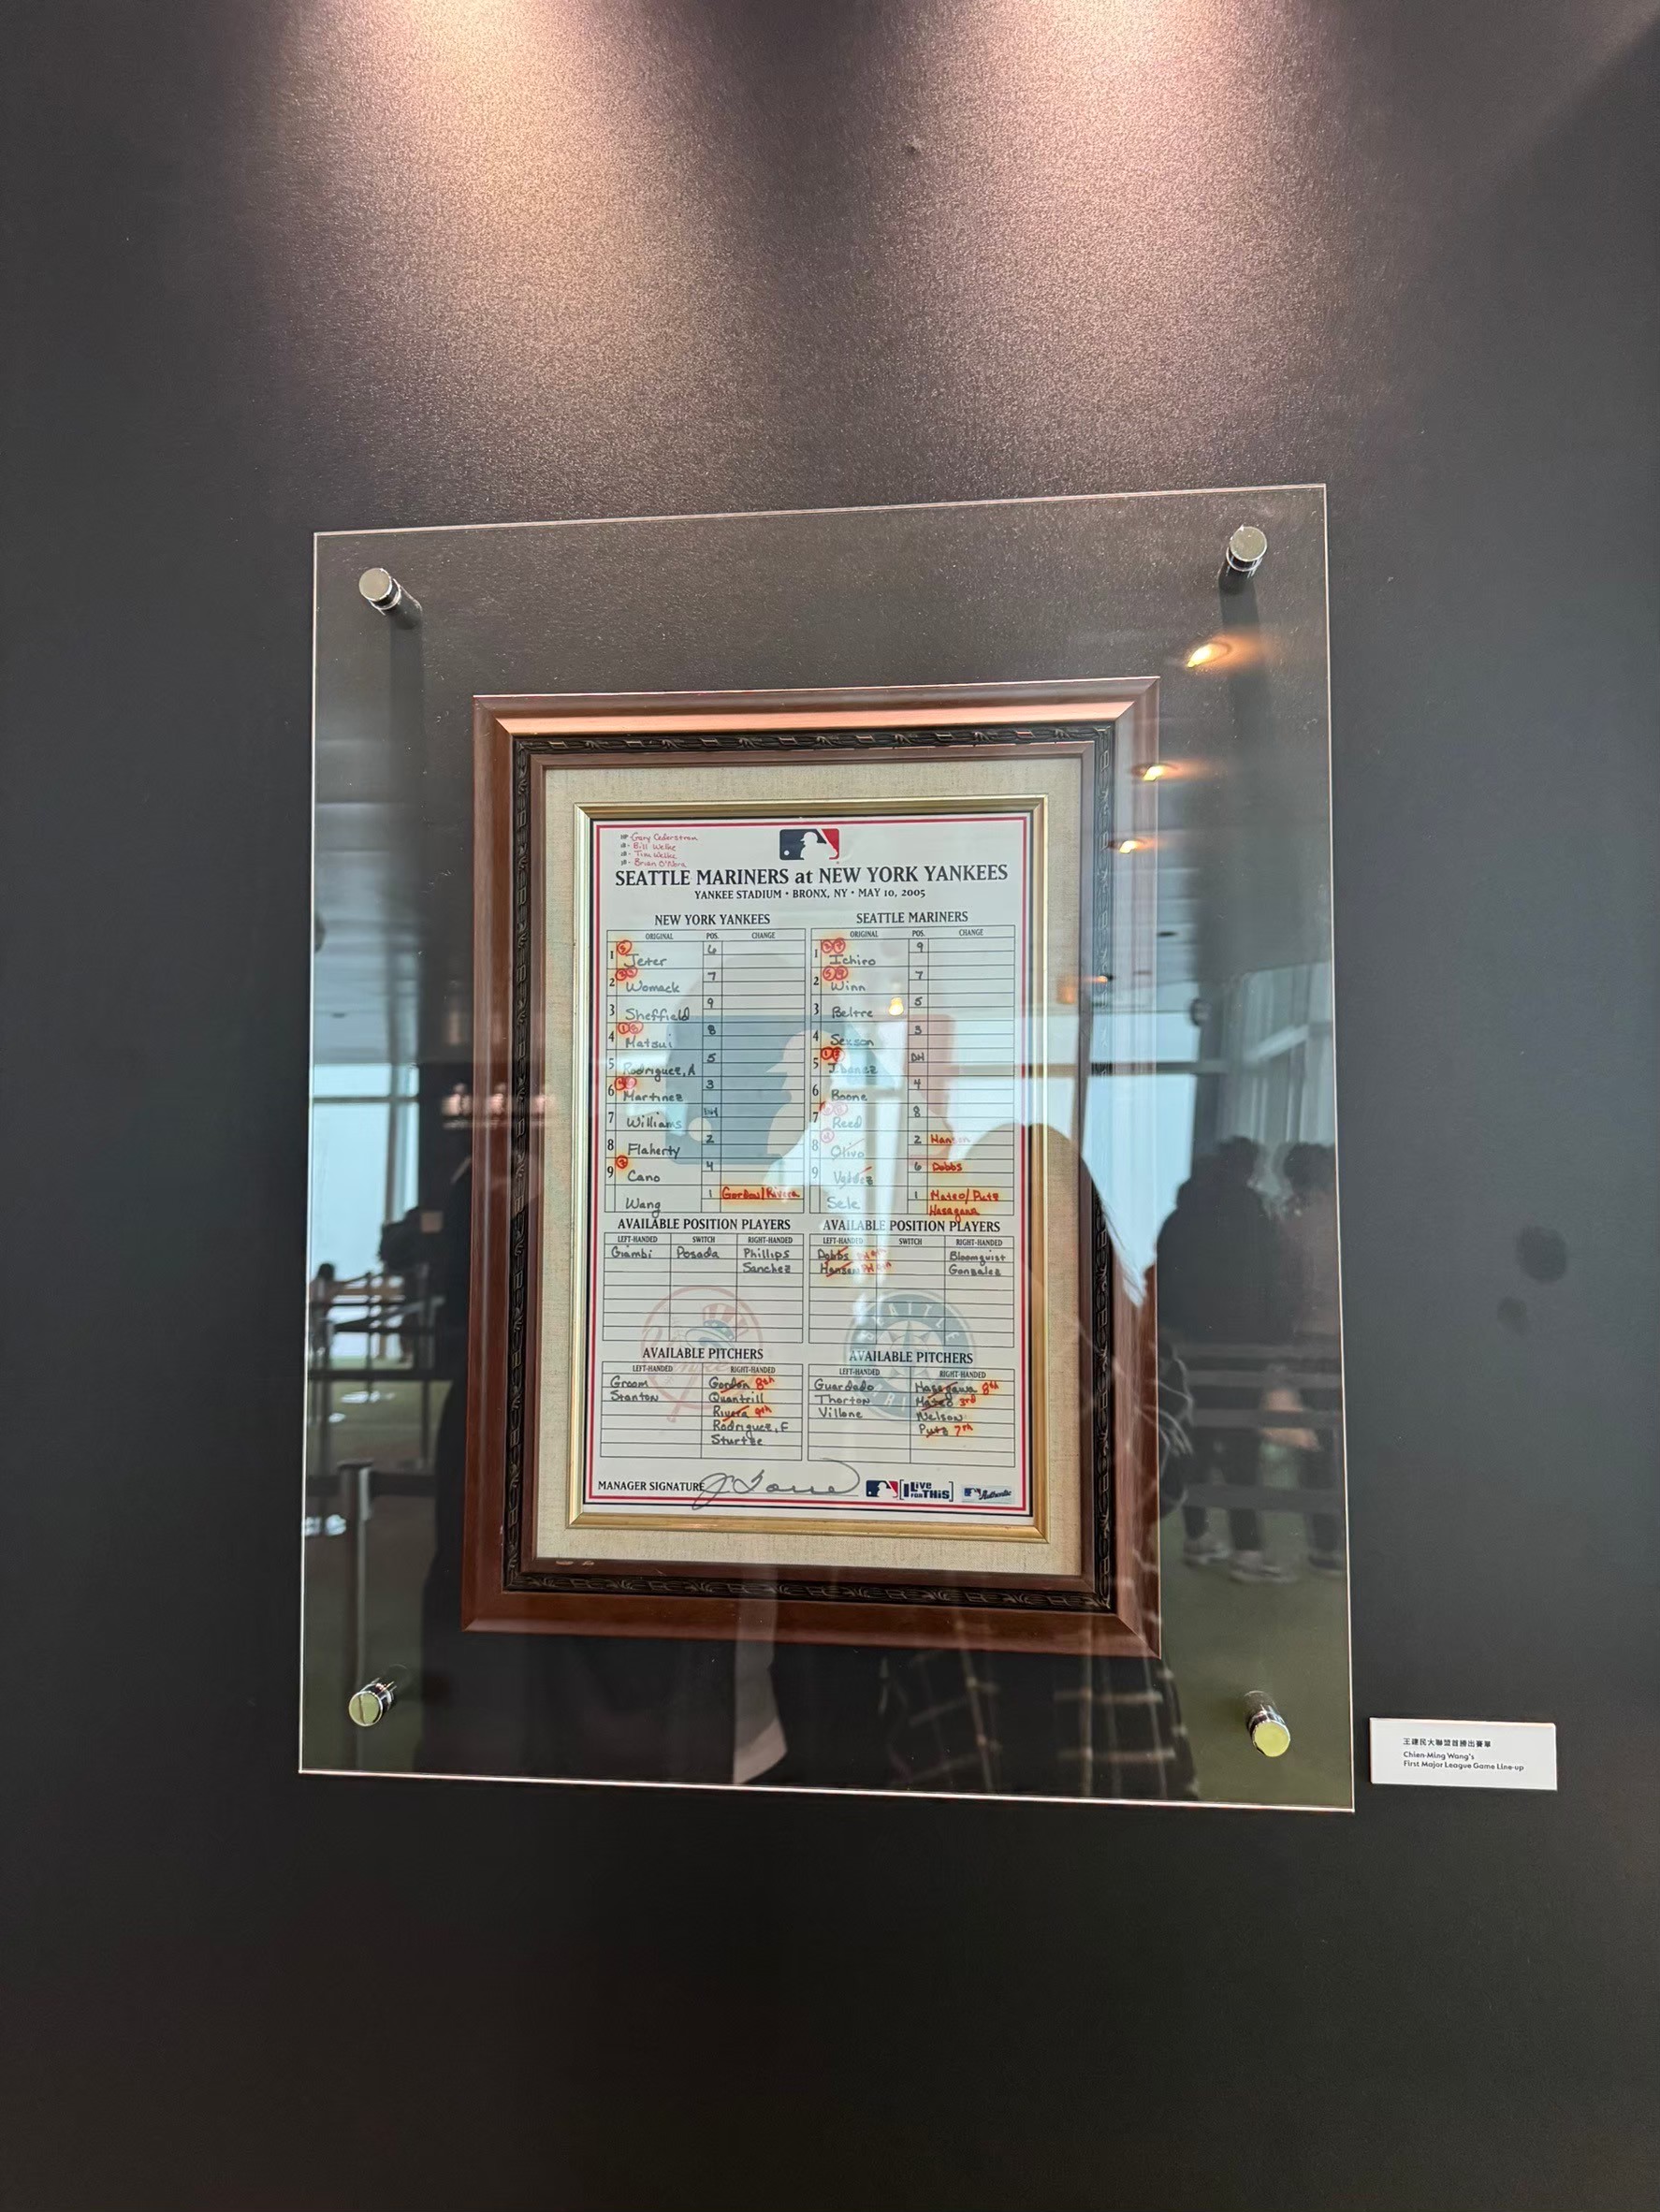 HP - Gary Cederstrom
1B - Bill Welke
2B - Tim Welke
3B - Brian O'Nora
SEATTLE MARINERS at NEW YORK YANKEES
YANKEE STADIUM • BRONX, NY • MAY 10, 2005
NEW YORK YANKEES
ORIGINAL POS. CHANGE
1 Jeter 6
2 Womack 7
3 Sheffield 9
4 Matsui 8
5 Rodriguez, A 5
6 Martinez 3
7 Williams DH
8 Flaherty 2
9 Cano 4
Wang 1 Gordon/Rivera
SEATTLE MARINERS
ORIGINAL POS. CHANGE
1 Ichiro 9
2 Winn 7
3 Beltre 5
4 Sexson 3
5 Ibanez DH
6 Boone 4
7 Reed 8
8 Olivo 2 Hansen
9 Valdez 6 Dobbs
Sele 1 Mateo/Putz
Hasagawa
AVAILABLE POSITION PLAYERS
LEFT-HANDED SWITCH RIGHT-HANDED
Giambi Posada Phillips
Sanchez
AVAILABLE POSITION PLAYERS
LEFT-HANDED SWITCH RIGHT-HANDED
Dobbs Bloomquist
Hansen Gonzalez
AVAILABLE PITCHERS
LEFT-HANDED RIGHT-HANDED
Groom Gordon 8th
Stanton Quantrill
Rivera 9th
Rodriguez, F
Sturtze
AVAILABLE PITCHERS
LEFT-HANDED RIGHT-HANDED
Guardado Hasegawa 8th
Thorton Mateo 3rd
Villone Nelson
Putz 7th
MANAGER SIGNATURE J. Torre
I Live FOR THIS
Authentic
王建民大聯盟首勝出賽單
Chien-Ming Wang's
First Major League Game Line-up